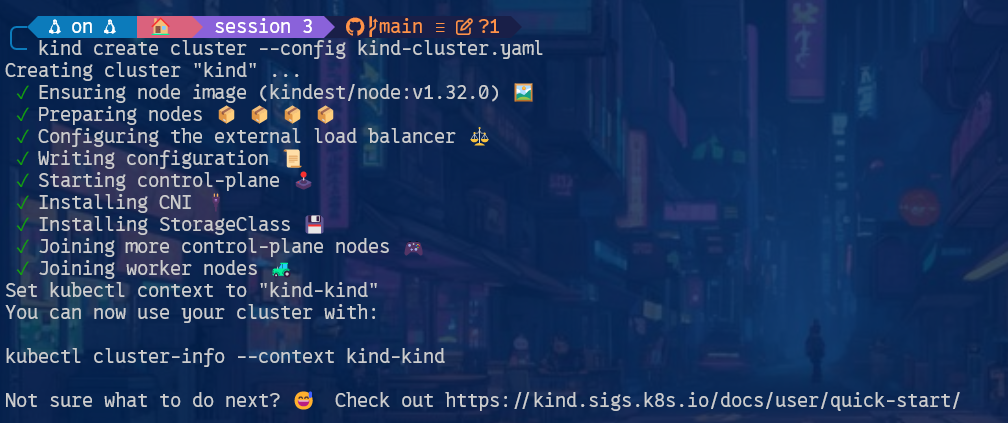 on 🏠 session 3 main ≡ ?1
kind create cluster --config kind-cluster.yaml
Creating cluster "kind" ...
✓ Ensuring node image (kindest/node:v1.32.0) 🖼
✓ Preparing nodes 📦 📦 📦 📦
✓ Configuring the external load balancer ⚖️
✓ Writing configuration 📜
✓ Starting control-plane 🕹️
✓ Installing CNI 🔌
✓ Installing StorageClass 💾
✓ Joining more control-plane nodes 🎮
✓ Joining worker nodes 🚜
Set kubectl context to "kind-kind"
You can now use your cluster with:
kubectl cluster-info --context kind-kind
Not sure what to do next? 😅 Check out https://kind.sigs.k8s.io/docs/user/quick-start/